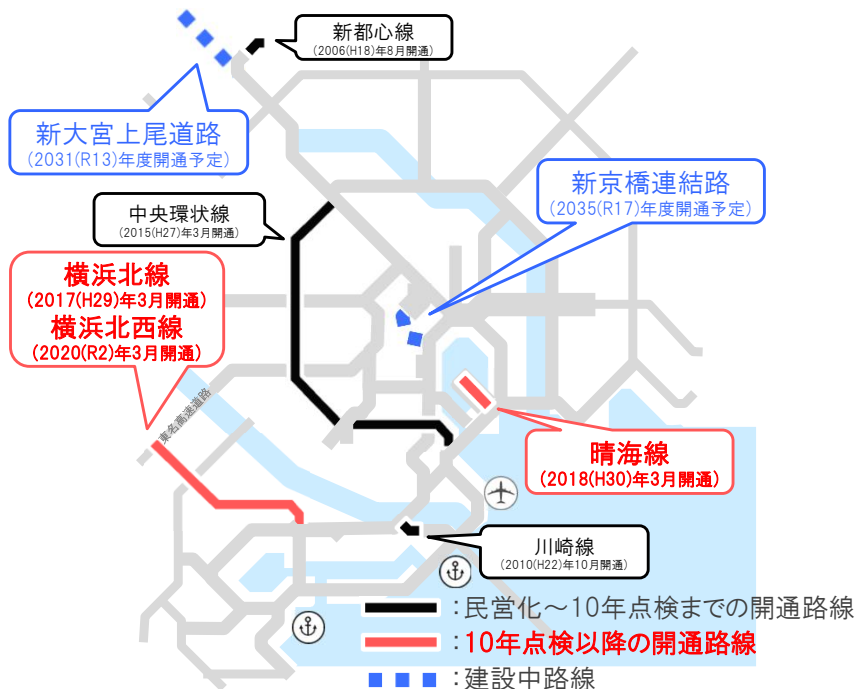 新都心線
(2006(H18)年8月開通)
新大宮上尾道路
(2031(R13)年度開通予定)
新京橋連結路
(2035(R17)年度開通予定)
中央環状線
(2015(H27)年3月開通)
横浜北線
(2017(H29)年3月開通)
横浜北西線
(2020(R2)年3月開通)
東名高速道路
晴海線
(2018(H30)年3月開通)
川崎線
(2010(H22)年10月開通)
:民営化～10年点検までの開通路線
:10年点検以降の開通路線
:建設中路線